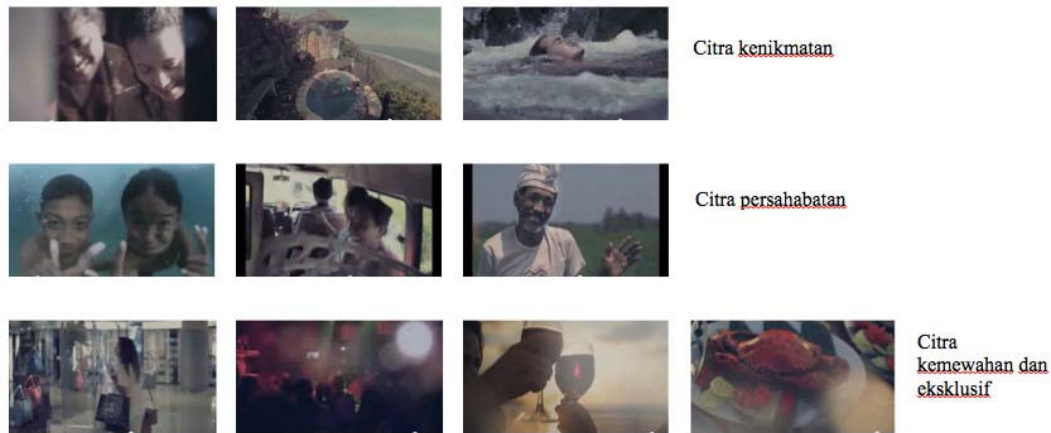 Citra kenikmatan
Citra persahabatan
Citra
kemewahan dan
eksklusif